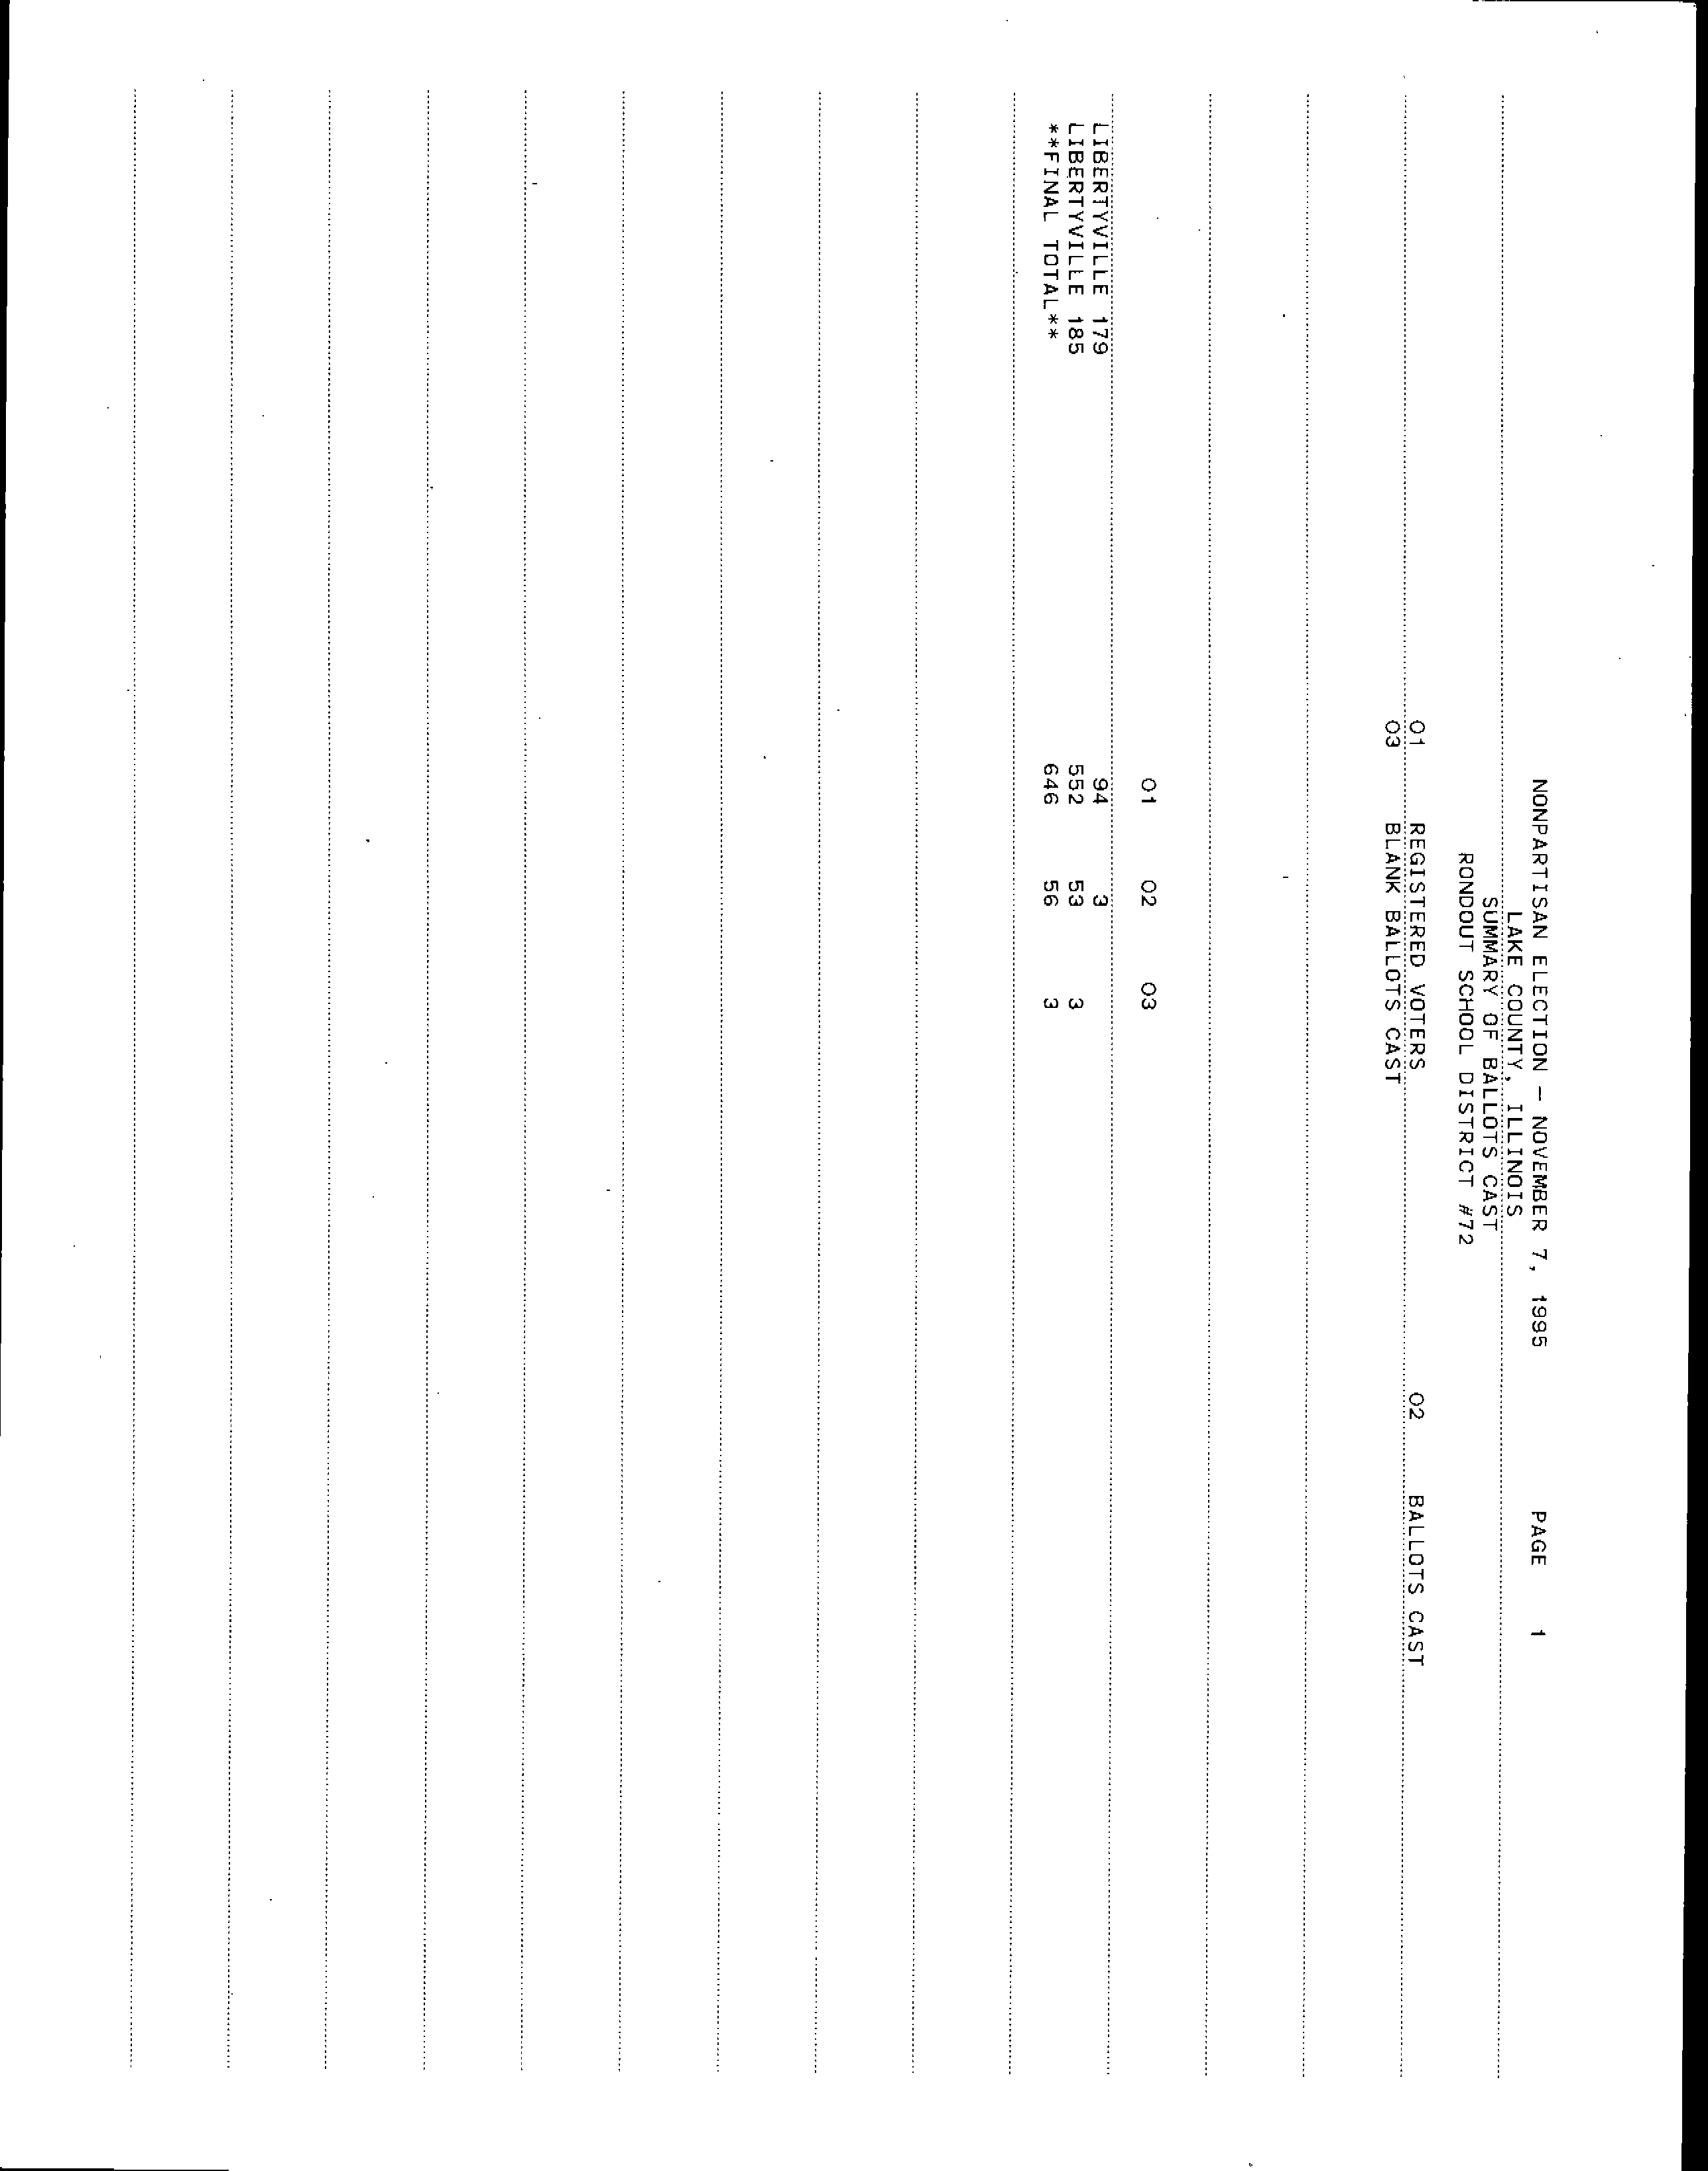 NONPARTISAN ELECTION - NOVEMBER 7, 1995 PAGE 1
LAKE COUNTY, ILLINOIS
SUMMARY OF BALLOTS CAST
RONDOUT SCHOOL DISTRICT #72
01 REGISTERED VOTERS 02 BALLOTS CAST
03 BLANK BALLOTS CAST
01 02 03
LIBERTYVILLE 179 94 3
LIBERTYVILLE 185 552 53 3
**FINAL TOTAL** 646 56 3